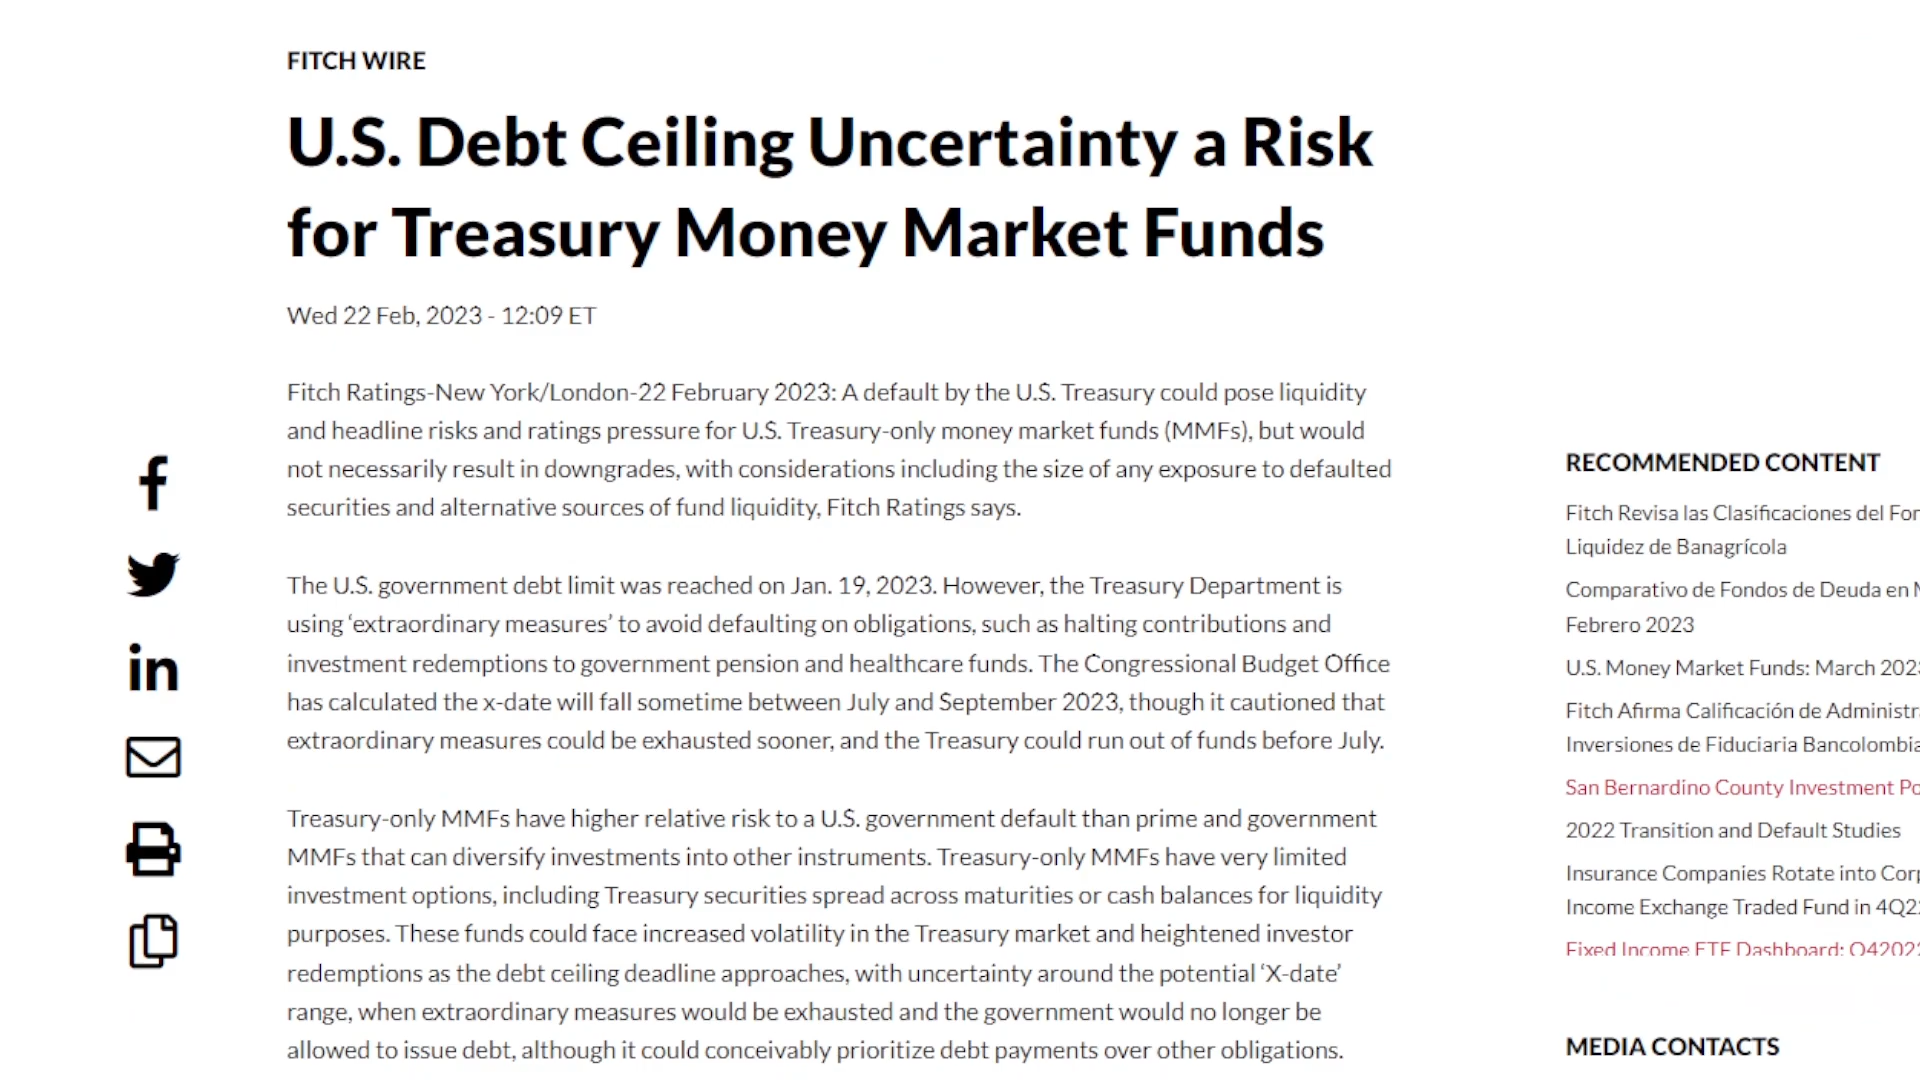 FITCH WIRE
U.S. Debt Ceiling Uncertainty a Risk
for Treasury Money Market Funds
Wed 22 Feb, 2023 - 12:09 ET
Fitch Ratings-New York/London-22 February 2023: A default by the U.S. Treasury could pose liquidity
and headline risks and ratings pressure for U.S. Treasury-only money market funds (MMFs), but would
not necessarily result in downgrades, with considerations including the size of any exposure to defaulted
securities and alternative sources of fund liquidity, Fitch Ratings says.
The U.S. government debt limit was reached on Jan. 19, 2023. However, the Treasury Department is
using ‘extraordinary measures’ to avoid defaulting on obligations, such as halting contributions and
investment redemptions to government pension and healthcare funds. The Congressional Budget Office
has calculated the x-date will fall sometime between July and September 2023, though it cautioned that
extraordinary measures could be exhausted sooner, and the Treasury could run out of funds before July.
Treasury-only MMFs have higher relative risk to a U.S. government default than prime and government
MMFs that can diversify investments into other instruments. Treasury-only MMFs have very limited
investment options, including Treasury securities spread across maturities or cash balances for liquidity
purposes. These funds could face increased volatility in the Treasury market and heightened investor
redemptions as the debt ceiling deadline approaches, with uncertainty around the potential ‘X-date’
range, when extraordinary measures would be exhausted and the government would no longer be
allowed to issue debt, although it could conceivably prioritize debt payments over other obligations.
RECOMMENDED CONTENT
Fitch Revisa las Clasificaciones del
Liquidez de Banagrícola
Comparativo de Fondos de Deuda en
Febrero 2023
U.S. Money Market Funds: March
Fitch Afirma Calificación de
Inversiones de Fiduciaria Bancolombia
San Bernardino County Investment
2022 Transition and Default Studies
Insurance Companies Rotate into
Income Exchange Traded Fund in
Fixed Income ETF Dashboard:
MEDIA CONTACTS